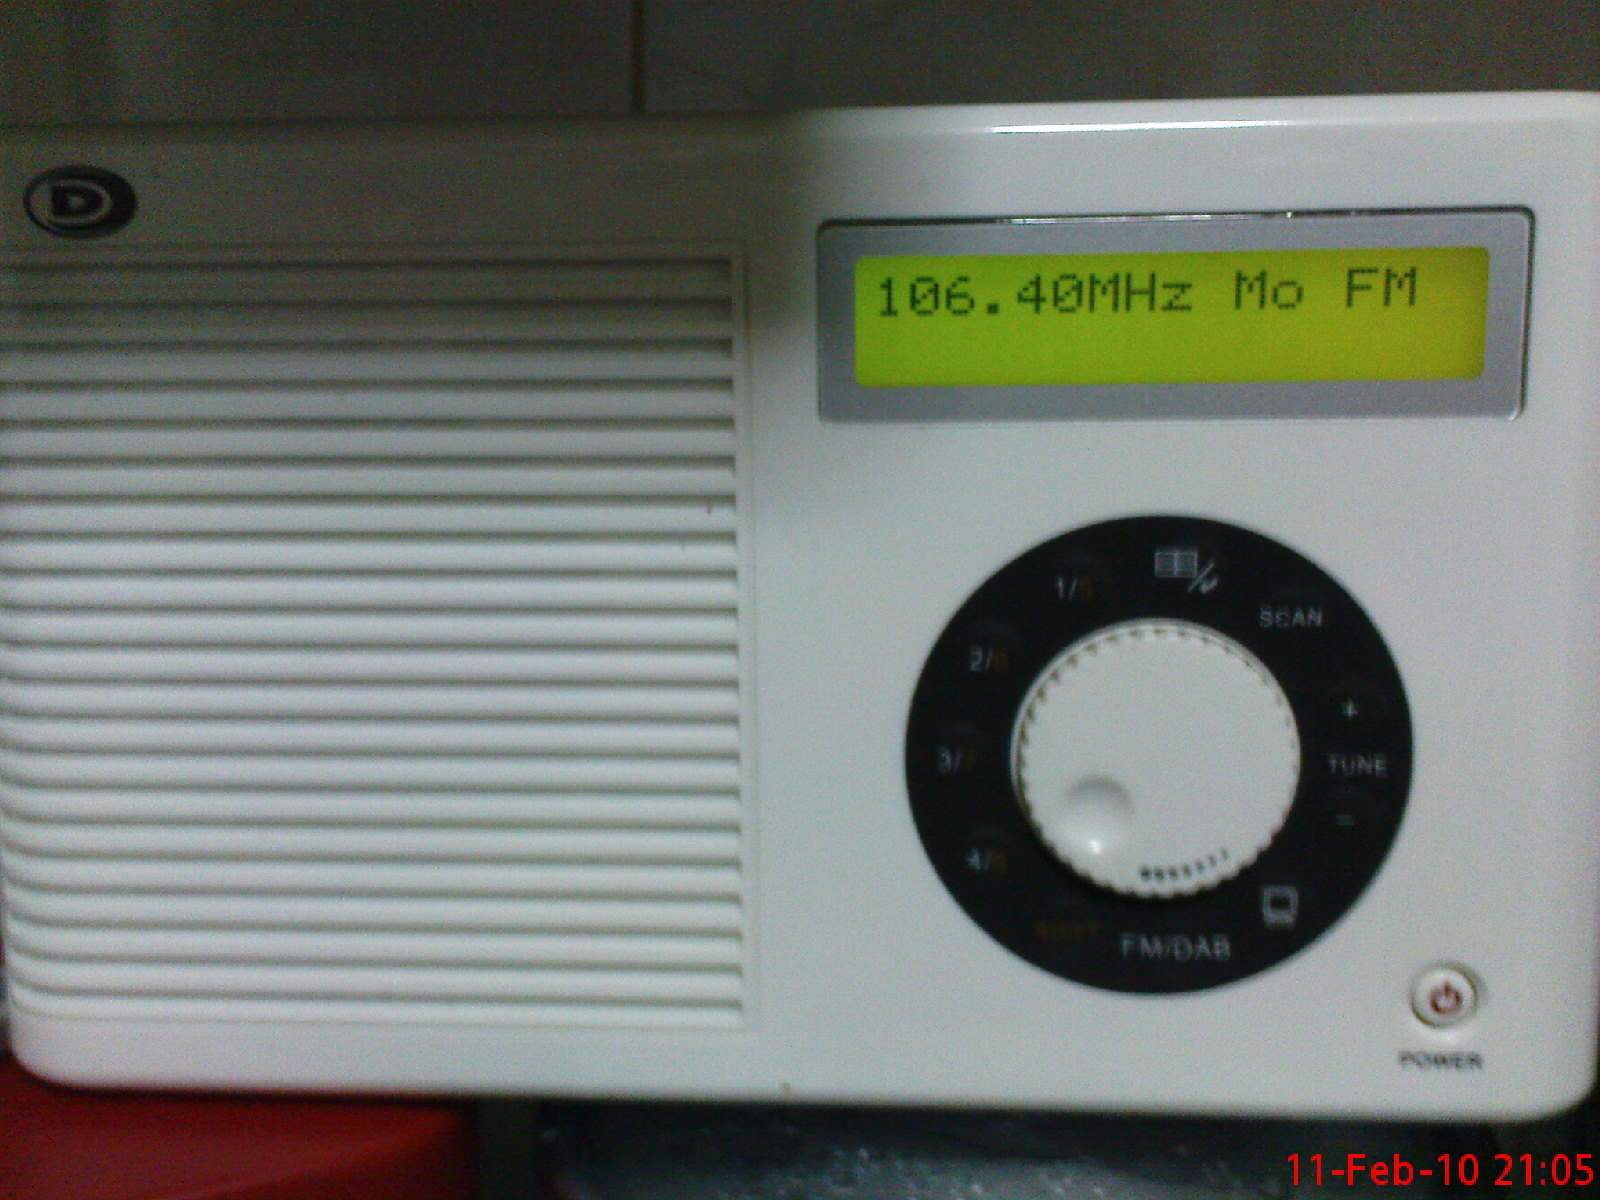 D
106.40MHz Mo FM
1/5
SCAN
2/6
+
3/7
TUNE
-
4/8
SHIFT
FM/DAB
POWER
11-Feb-10 21:05